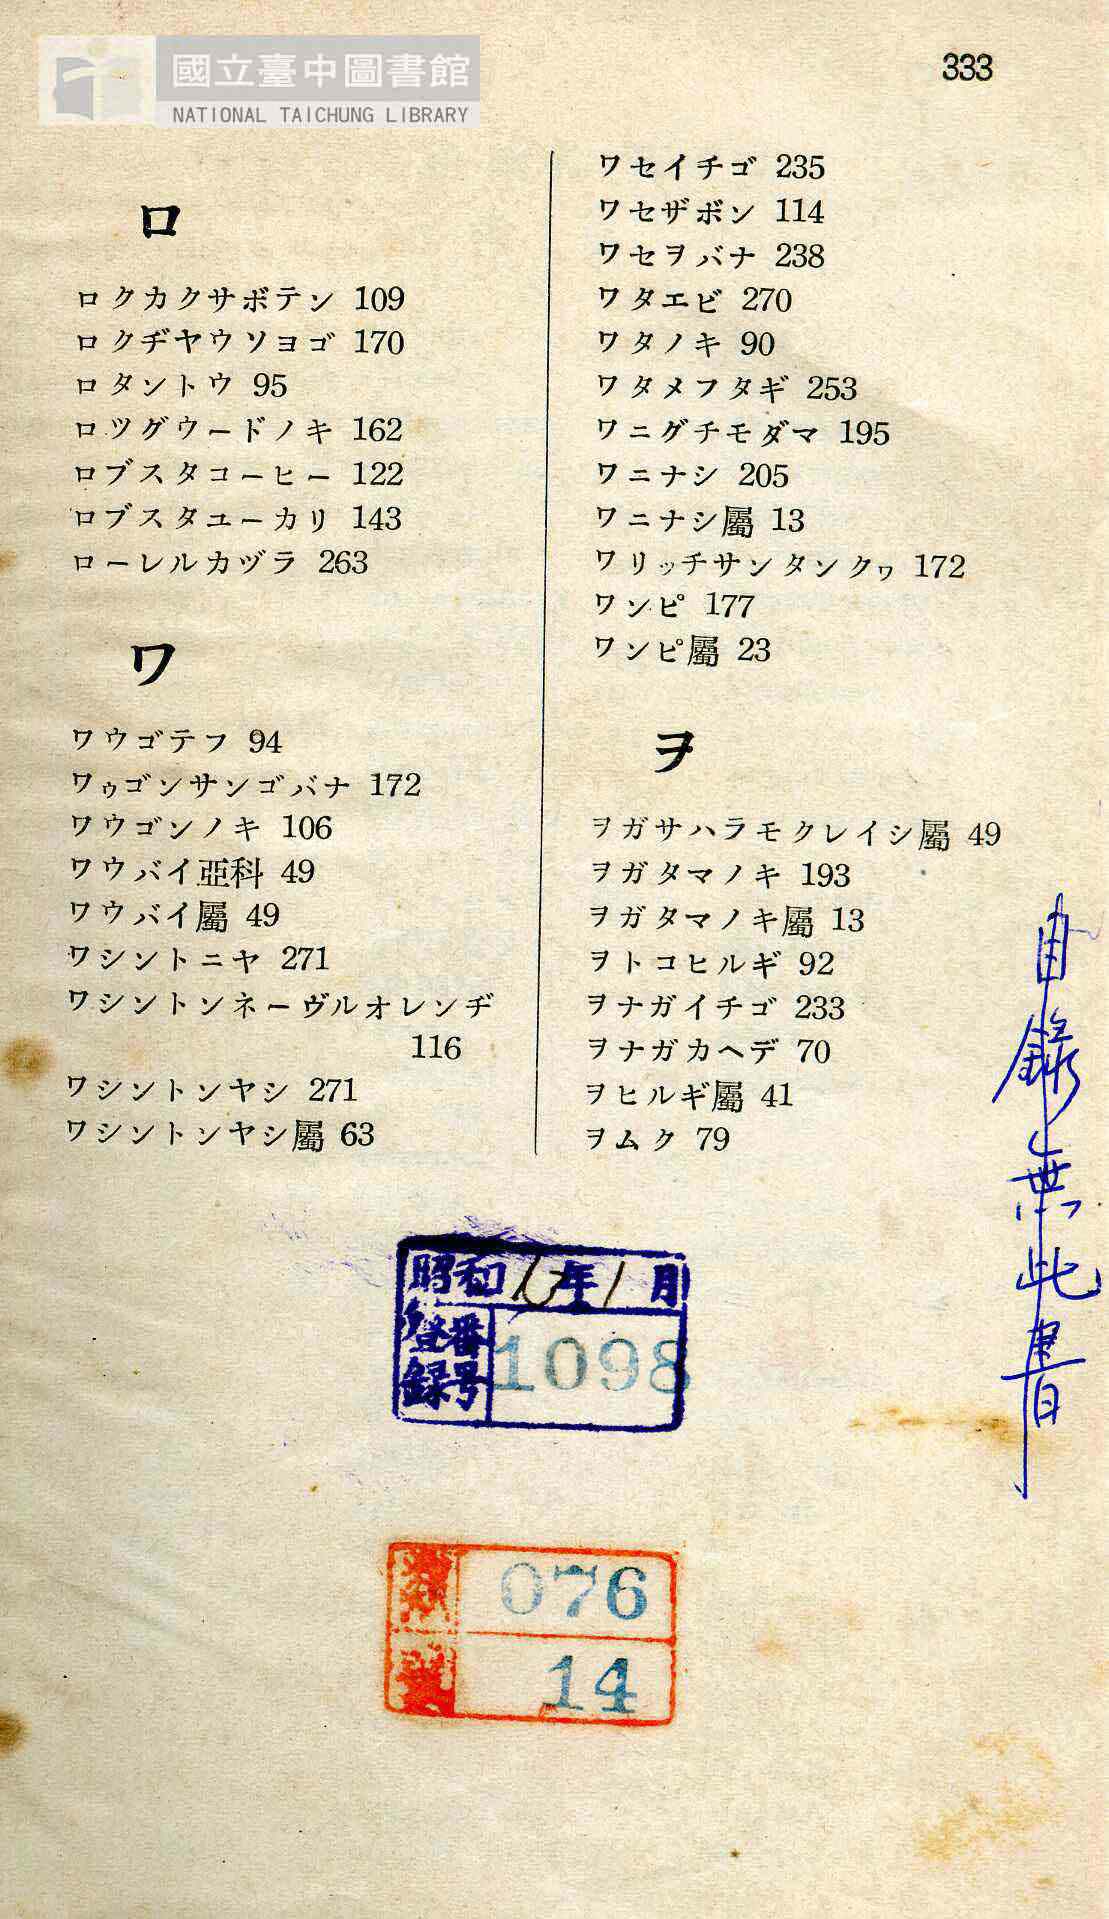 國立臺中圖書館
NATIONAL TAICHUNG LIBRARY
333
ロ
ロクカクサボテン 109
ロクヂヤウソヨゴ 170
ロタントウ 95
ロツグウードノキ 162
ロブスタコーヒー 122
ロブスタユーカリ 143
ローレルカヅラ 263
ワ
ワウゴテフ 94
ワゥゴンサンゴバナ 172
ワウゴンノキ 106
ワウバイ亞科 49
ワウバイ屬 49
ワシントニヤ 271
ワシントンネーヴルオレンヂ
116
ワシントンヤシ 271
ワシントンヤシ屬 63
ワセイチゴ 235
ワセザボン 114
ワセヲバナ 238
ワタエビ 270
ワタノキ 90
ワタメフタギ 253
ワニグチモダマ 195
ワニナシ 205
ワニナシ屬 13
ワリッチサンタンクヮ 172
ワンピ 177
ワンピ屬 23
ヲ
ヲガサハラモクレイシ屬 49
ヲガタマノキ 193
ヲガタマノキ屬 13
ヲトコヒルギ 92
ヲナガイチゴ 233
ヲナガカヘデ 70
ヲヒルギ屬 41
ヲムク 79
目錄無此書
昭和 年1月
登錄番号
1098
076
14